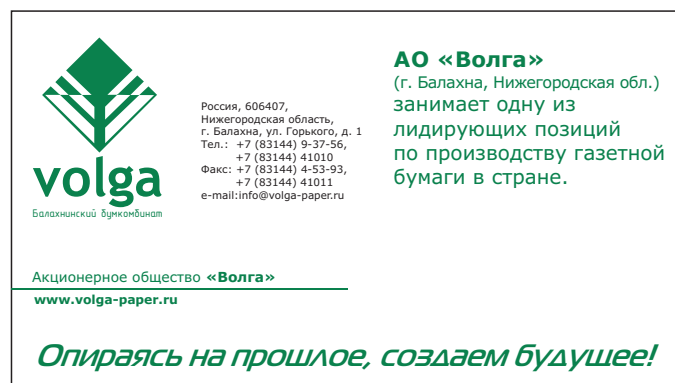 volga
Балахнинский бумкомбинат
Россия, 606407,
Нижегородская область,
г. Балахна, ул. Горького, д. 1
Тел.: +7 (83144) 9-37-56,
+7 (83144) 41010
Факс: +7 (83144) 4-53-93,
+7 (83144) 41011
e-mail:info@volga-paper.ru
АО «Волга»
(г. Балахна, Нижегородская обл.)
занимает одну из
лидирующих позиций
по производству газетной
бумаги в стране.
Акционерное общество «Волга»
www.volga-paper.ru
Опираясь на прошлое, создаем будущее!